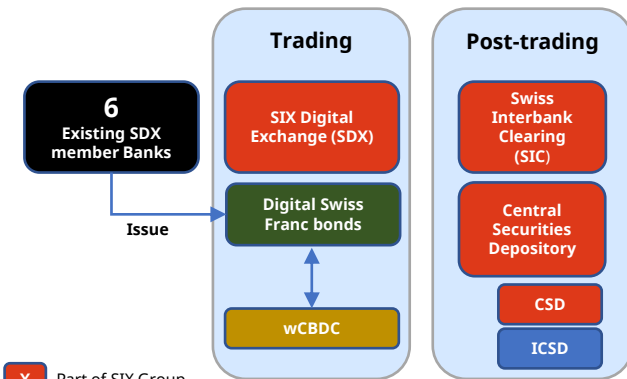 Trading
Post-trading
6
Existing SDX
member Banks
SIX Digital
Exchange (SDX)
Swiss
Interbank
Clearing
(SIC)
Issue
Digital Swiss
Franc bonds
Central
Securities
Depository
wCBDC
CSD
ICSD
X
Part of SIX Group